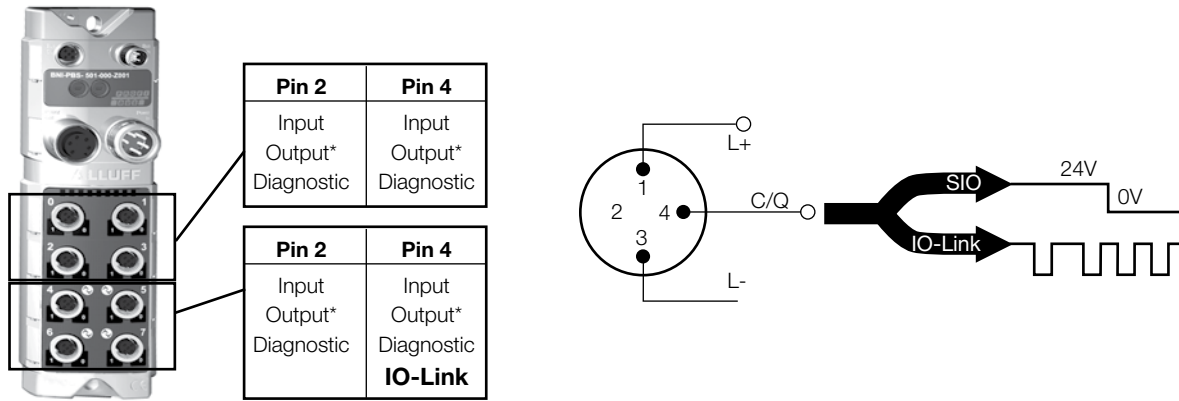 BNI-PBS- 501-000-Z001
LLUFF
0 1
2 3
4 5
6 7
Pin 2 Pin 4
Input Input
Output* Output*
Diagnostic Diagnostic
Pin 2 Pin 4
Input Input
Output* Output*
Diagnostic Diagnostic
IO-Link
L+
1
2 4
3
C/Q
L-
SIO
IO-Link
24V
0V